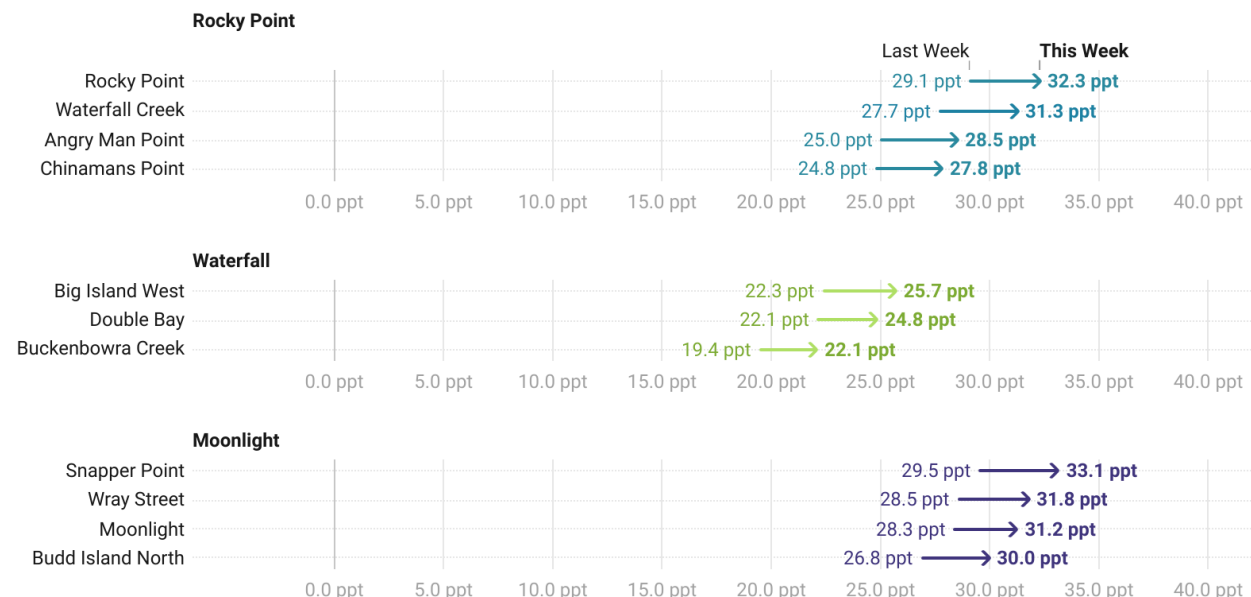 Rocky Point
Last Week This Week
Rocky Point 29.1 ppt 32.3 ppt
Waterfall Creek 27.7 ppt 31.3 ppt
Angry Man Point 25.0 ppt 28.5 ppt
Chinamans Point 24.8 ppt 27.8 ppt
0.0 ppt 5.0 ppt 10.0 ppt 15.0 ppt 20.0 ppt 25.0 ppt 30.0 ppt 35.0 ppt 40.0 ppt
Waterfall
Big Island West 22.3 ppt 25.7 ppt
Double Bay 22.1 ppt 24.8 ppt
Buckenbowra Creek 19.4 ppt 22.1 ppt
0.0 ppt 5.0 ppt 10.0 ppt 15.0 ppt 20.0 ppt 25.0 ppt 30.0 ppt 35.0 ppt 40.0 ppt
Moonlight
Snapper Point 29.5 ppt 33.1 ppt
Wray Street 28.5 ppt 31.8 ppt
Moonlight 28.3 ppt 31.2 ppt
Budd Island North 26.8 ppt 30.0 ppt
0.0 ppt 5.0 ppt 10.0 ppt 15.0 ppt 20.0 ppt 25.0 ppt 30.0 ppt 35.0 ppt 40.0 ppt